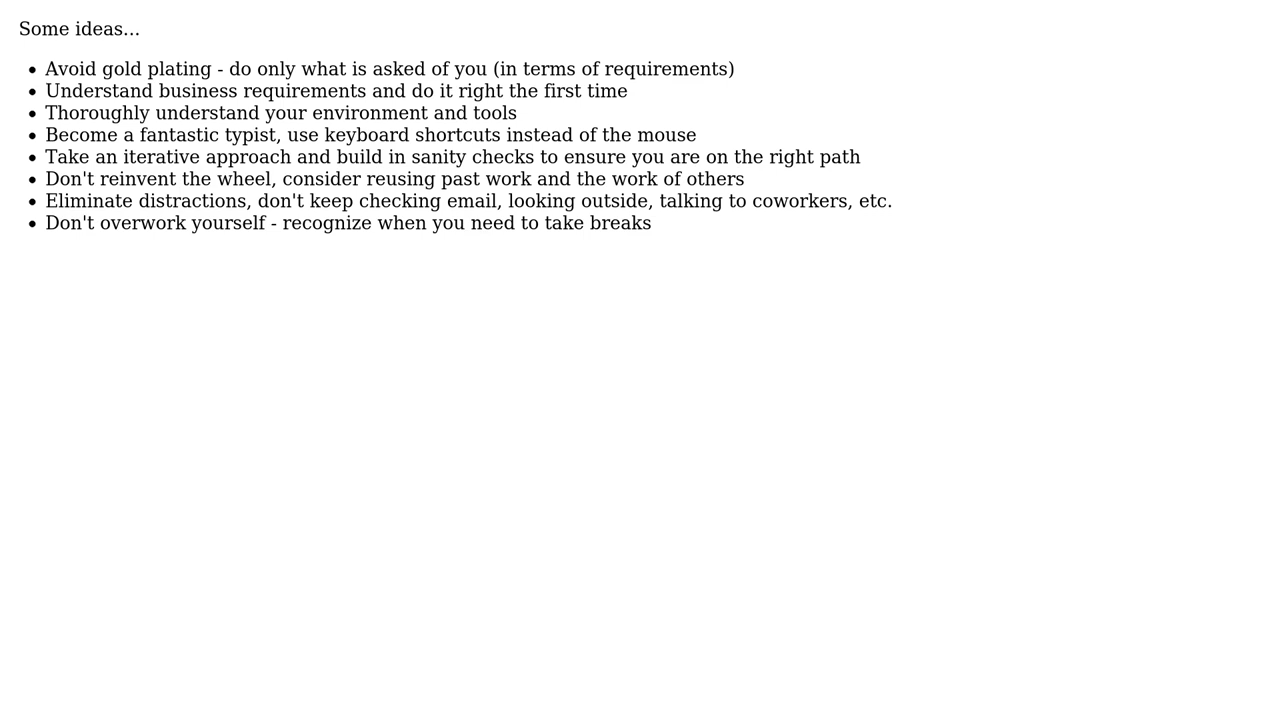 Some ideas...
• Avoid gold plating - do only what is asked of you (in terms of requirements)
• Understand business requirements and do it right the first time
• Thoroughly understand your environment and tools
• Become a fantastic typist, use keyboard shortcuts instead of the mouse
• Take an iterative approach and build in sanity checks to ensure you are on the right path
• Don't reinvent the wheel, consider reusing past work and the work of others
• Eliminate distractions, don't keep checking email, looking outside, talking to coworkers, etc.
• Don't overwork yourself - recognize when you need to take breaks